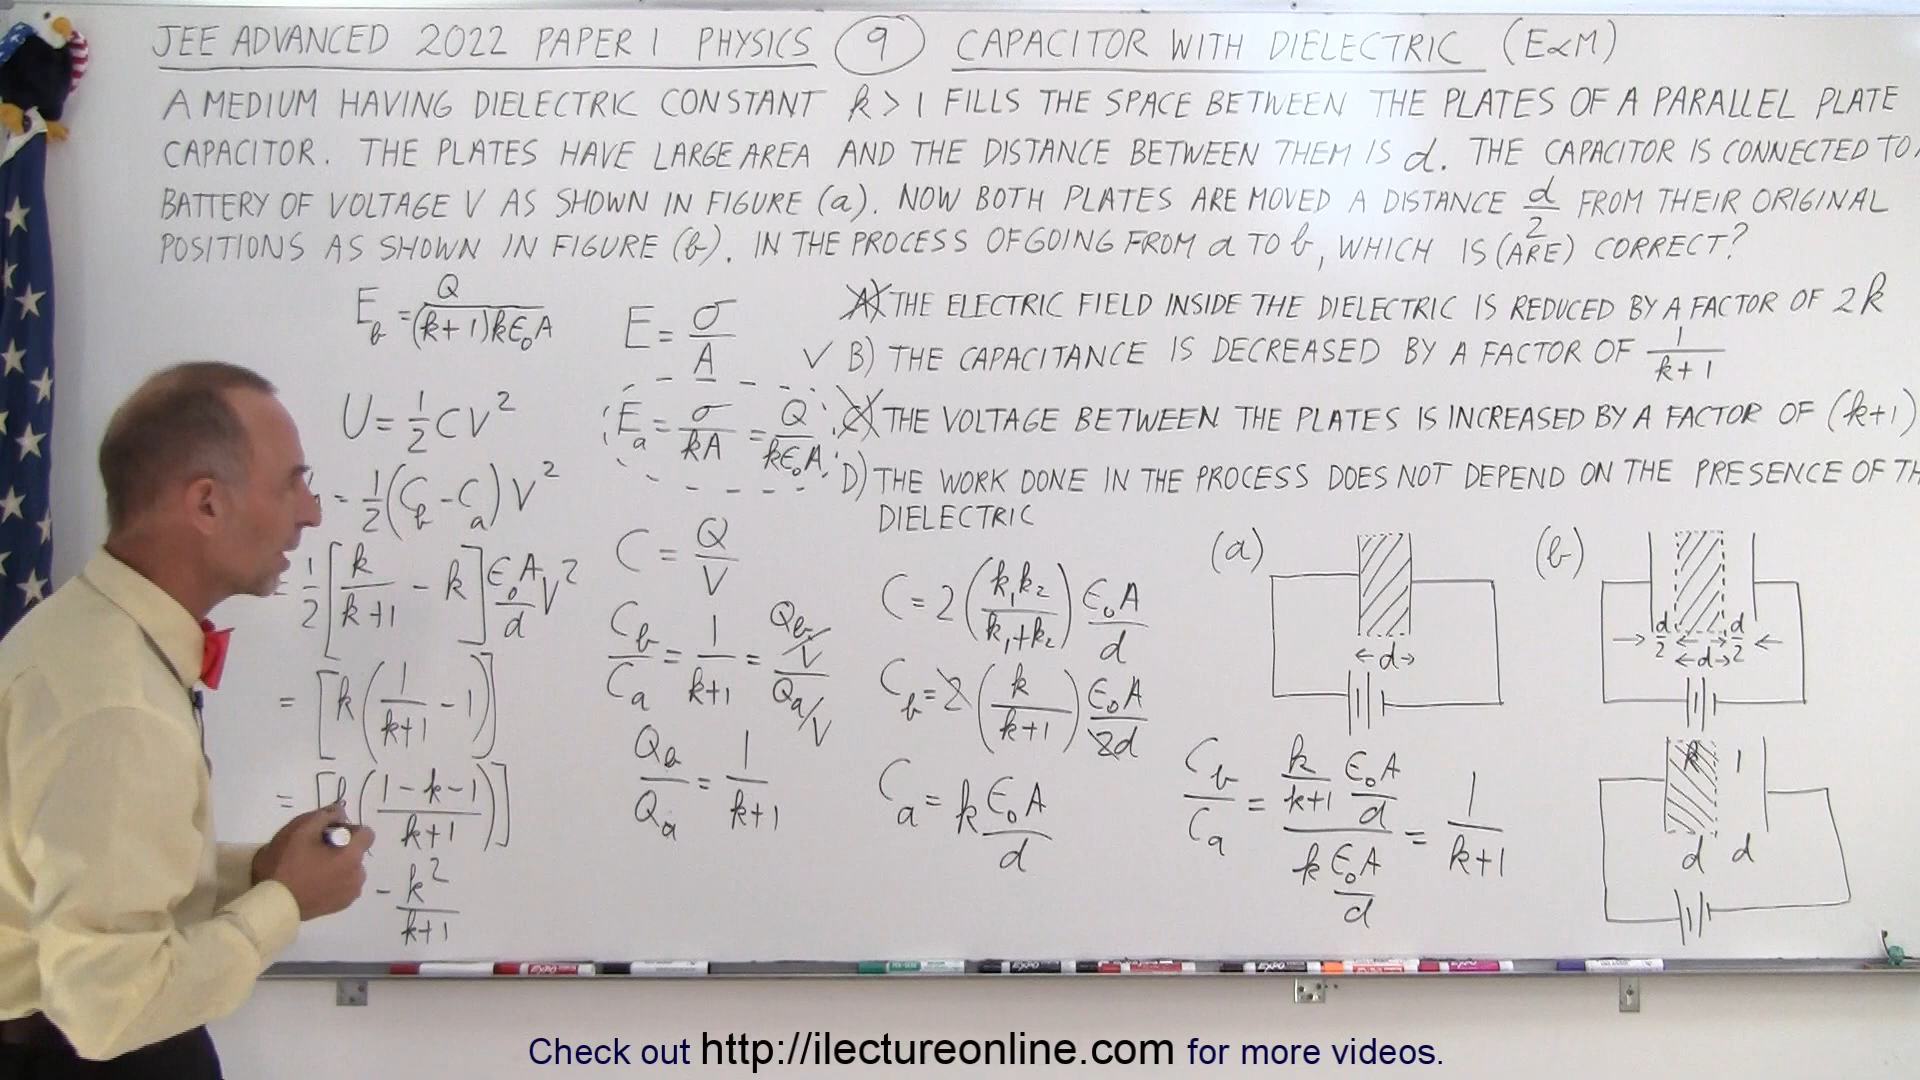 JEE ADVANCED 2022 PAPER 1 PHYSICS 9 CAPACITOR WITH DIELECTRIC (E∝M)
A MEDIUM HAVING DIELECTRIC CONSTANT k > 1 FILLS THE SPACE BETWEEN THE PLATES OF A PARALLEL PLATE
CAPACITOR. THE PLATES HAVE LARGE AREA AND THE DISTANCE BETWEEN THEM IS d. THE CAPACITOR IS CONNECTED TO
BATTERY OF VOLTAGE V AS SHOWN IN FIGURE (a). NOW BOTH PLATES ARE MOVED A DISTANCE d/2 FROM THEIR ORIGINAL
POSITIONS AS SHOWN IN FIGURE (b). IN THE PROCESS OF GOING FROM a TO b, WHICH IS (ARE) CORRECT?
A) THE ELECTRIC FIELD INSIDE THE DIELECTRIC IS REDUCED BY A FACTOR OF 2k
✓ B) THE CAPACITANCE IS DECREASED BY A FACTOR OF 1/(k+1)
C) THE VOLTAGE BETWEEN THE PLATES IS INCREASED BY A FACTOR OF (k+1)
D) THE WORK DONE IN THE PROCESS DOES NOT DEPEND ON THE PRESENCE OF TH
DIELECTRIC
E_b = Q/((k+1)kϵ₀A)
U = 1/2 CV²
= 1/2 (C_b - C_a) V²
= 1/2 [k/(k+1) - k] ϵ₀A/d V²
= [k(1/(k+1) - 1)]
= [k((1-k-1)/(k+1))]
- k²/(k+1)
E = σ/A
E_a = σ/kA = Q/(kϵ₀A)
C = Q/V
C_b/C_a = 1/(k+1) = (Q_b/V)/(Q_a/V)
Q_b/Q_a = 1/(k+1)
C = 2(k₁k₂/(k₁+k₂)) ϵ₀A/d
C_b = 2(k/(k+1)) ϵ₀A/2d
C_a = k ϵ₀A/d
(a)
d
(b)
d/2 d/2
d
C_b/C_a = (k/(k+1) ϵ₀A/d)/(k ϵ₀A/d) = 1/(k+1)
k 1
d d
Check out http://ilectureonline.com for more videos.